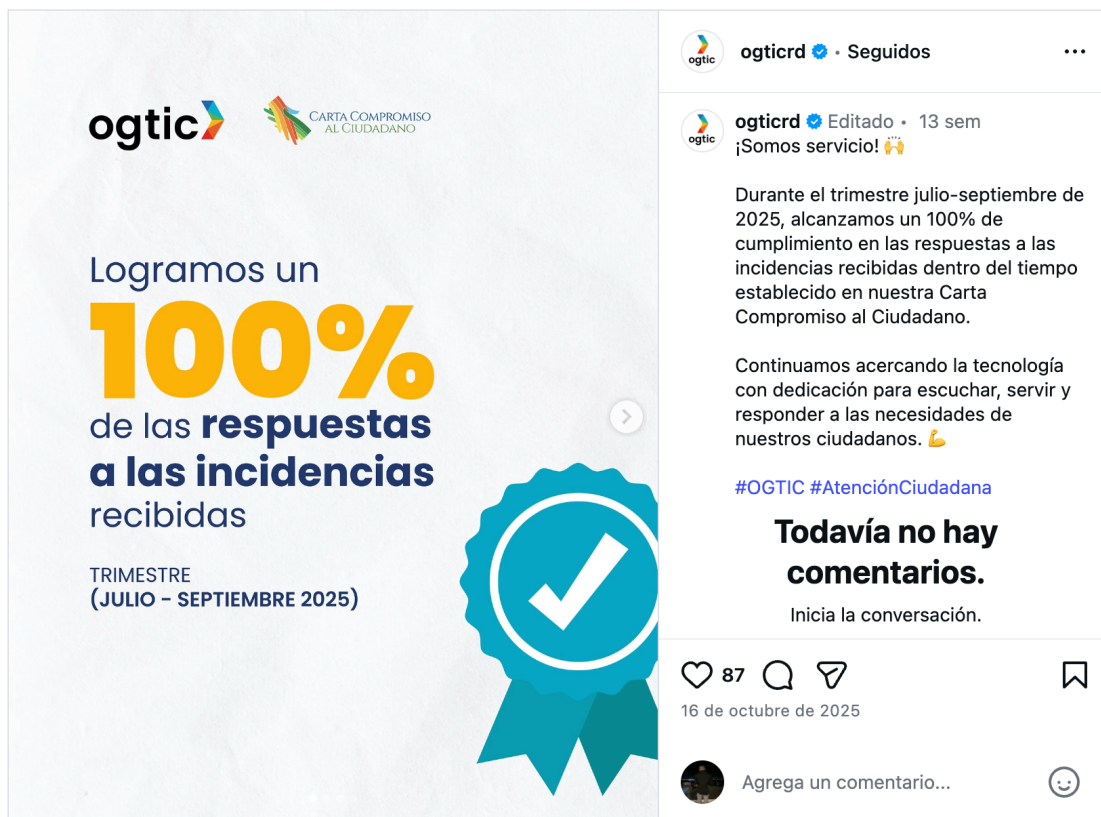 ogtic
CARTA COMPROMISO
AL CIUDADANO
Logramos un
100%
de las respuestas
a las incidencias
recibidas
TRIMESTRE
(JULIO - SEPTIEMBRE 2025)
ogtic
ogticrd • Seguidos
ogtic
ogticrd Editado • 13 sem
¡Somos servicio! 🙌
Durante el trimestre julio-septiembre de
2025, alcanzamos un 100% de
cumplimiento en las respuestas a las
incidencias recibidas dentro del tiempo
establecido en nuestra Carta
Compromiso al Ciudadano.
Continuamos acercando la tecnología
con dedicación para escuchar, servir y
responder a las necesidades de
nuestros ciudadanos. 💪
#OGTIC #AtenciónCiudadana
Todavía no hay
comentarios.
Inicia la conversación.
87
16 de octubre de 2025
Agrega un comentario...